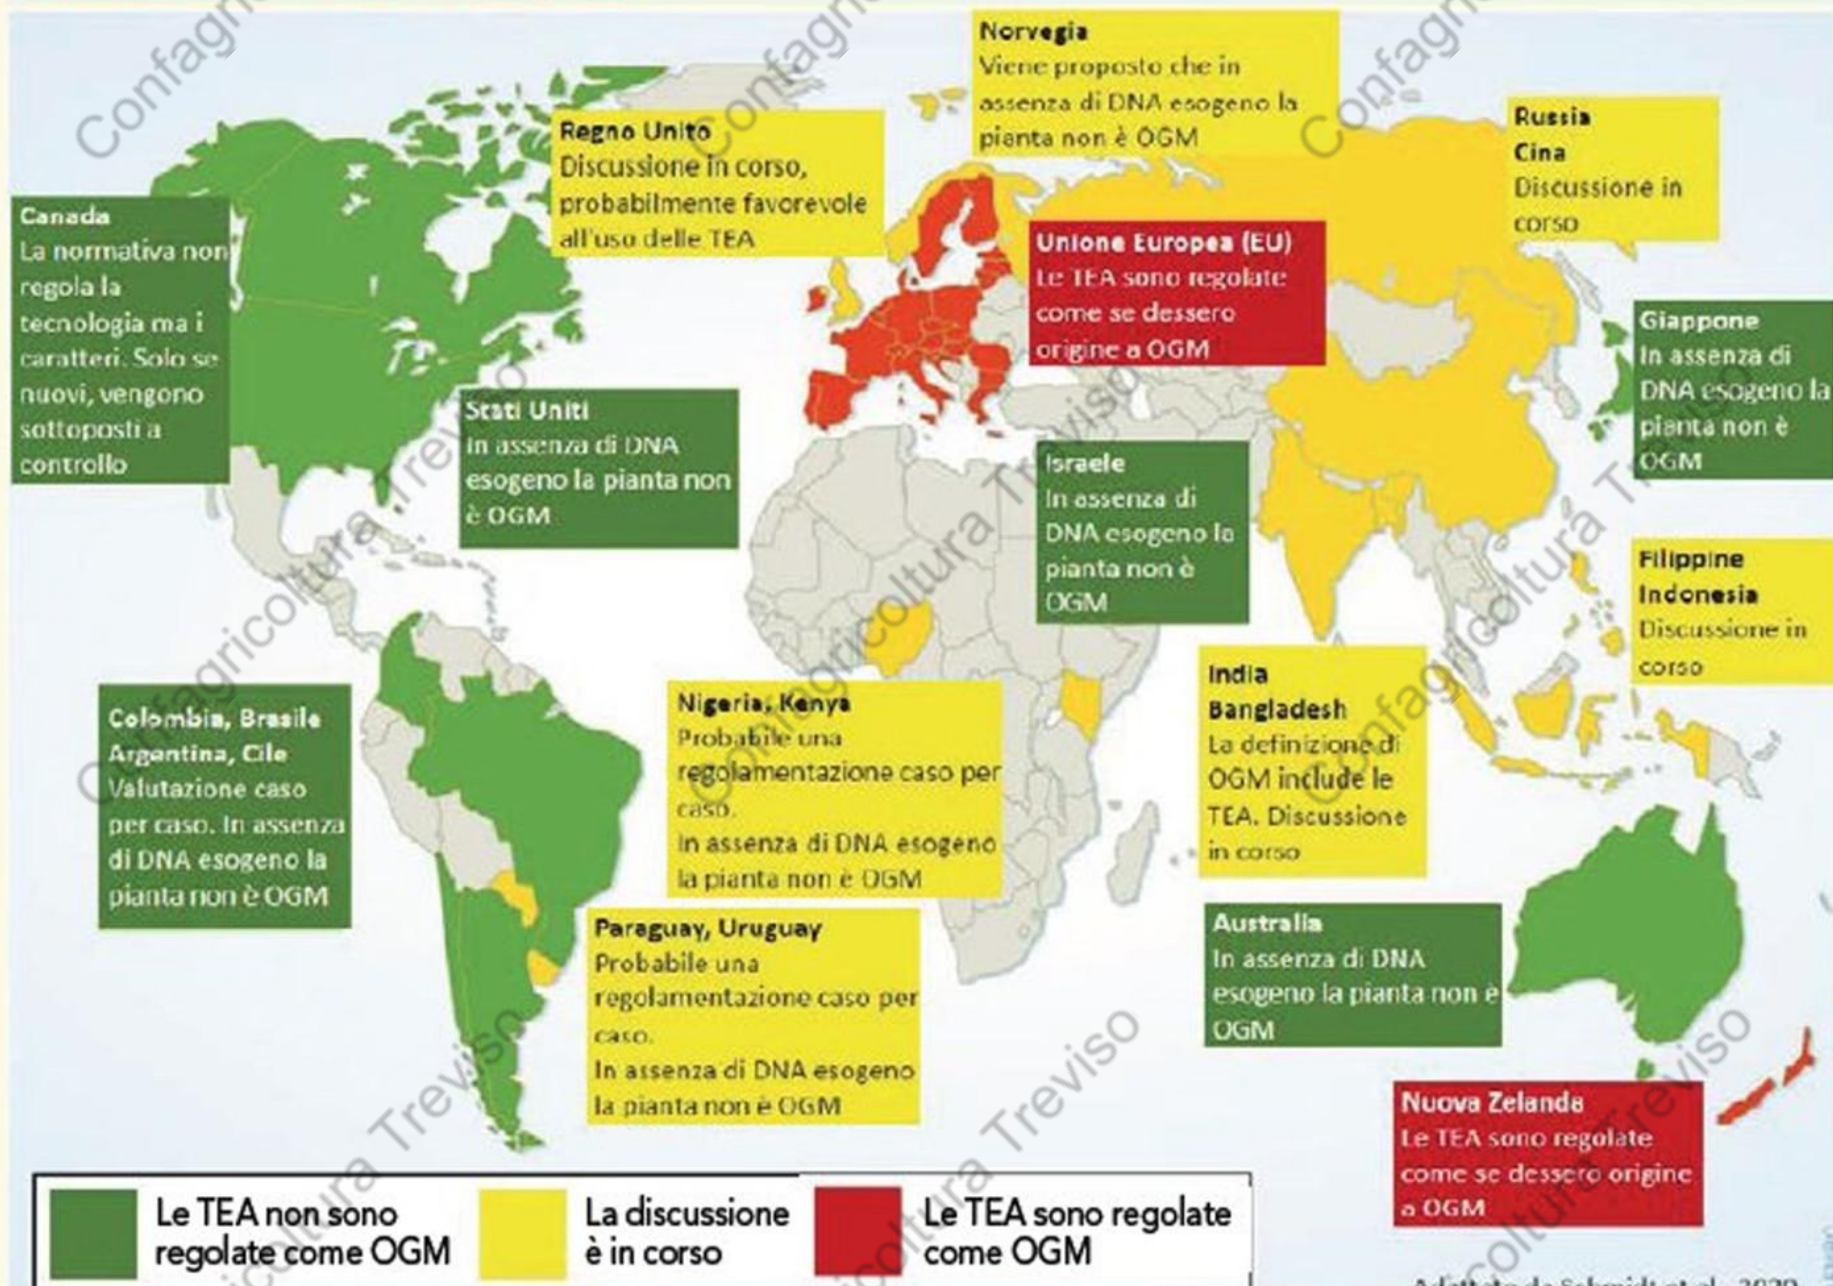 Norvegia
Viene proposto che in
assenza di DNA esogeno la
pianta non è OGM
Regno Unito
Discussione in corso,
probabilmente favorevole
all'uso delle TEA
Russia
Cina
Discussione in
corso
Canada
La normativa non
regola la
tecnologia ma i
caratteri. Solo se
nuovi, vengono
sottoposti a
controllo
Unione Europea (EU)
Le TEA sono regolate
come se dessero
origine a OGM
Giappone
In assenza di
DNA esogeno la
pianta non è
OGM
Stati Uniti
In assenza di DNA
esogeno la pianta non
è OGM
Israele
In assenza di
DNA esogeno la
pianta non è
OGM
Filippine
Indonesia
Discussione in
corso
India
Bangladesh
La definizione di
OGM include le
TEA. Discussione
in corso
Colombia, Brasile
Argentina, Cile
Valutazione caso
per caso. In assenza
di DNA esogeno la
pianta non è OGM
Nigeria, Kenya
Probabile una
regolamentazione caso per
caso.
In assenza di DNA esogeno
la pianta non è OGM
Paraguay, Uruguay
Probabile una
regolamentazione caso per
caso.
In assenza di DNA esogeno
la pianta non è OGM
Australia
In assenza di DNA
esogeno la pianta non è
OGM
Nuova Zelanda
Le TEA sono regolate
come se dessero origine
a OGM
Le TEA non sono
regolate come OGM
La discussione
è in corso
Le TEA sono regolate
come OGM
Confagricoltura Treviso